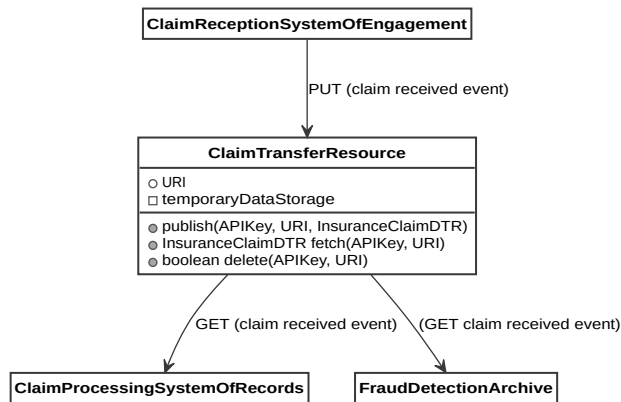 ClaimReceptionSystemOfEngagement
PUT (claim received event)
ClaimTransferResource
URI
temporaryDataStorage
publish(APIKey, URI, InsuranceClaimDTR)
InsuranceClaimDTR fetch(APIKey, URI)
boolean delete(APIKey, URI)
GET (claim received event)
(GET claim received event)
ClaimProcessingSystemOfRecords
FraudDetectionArchive